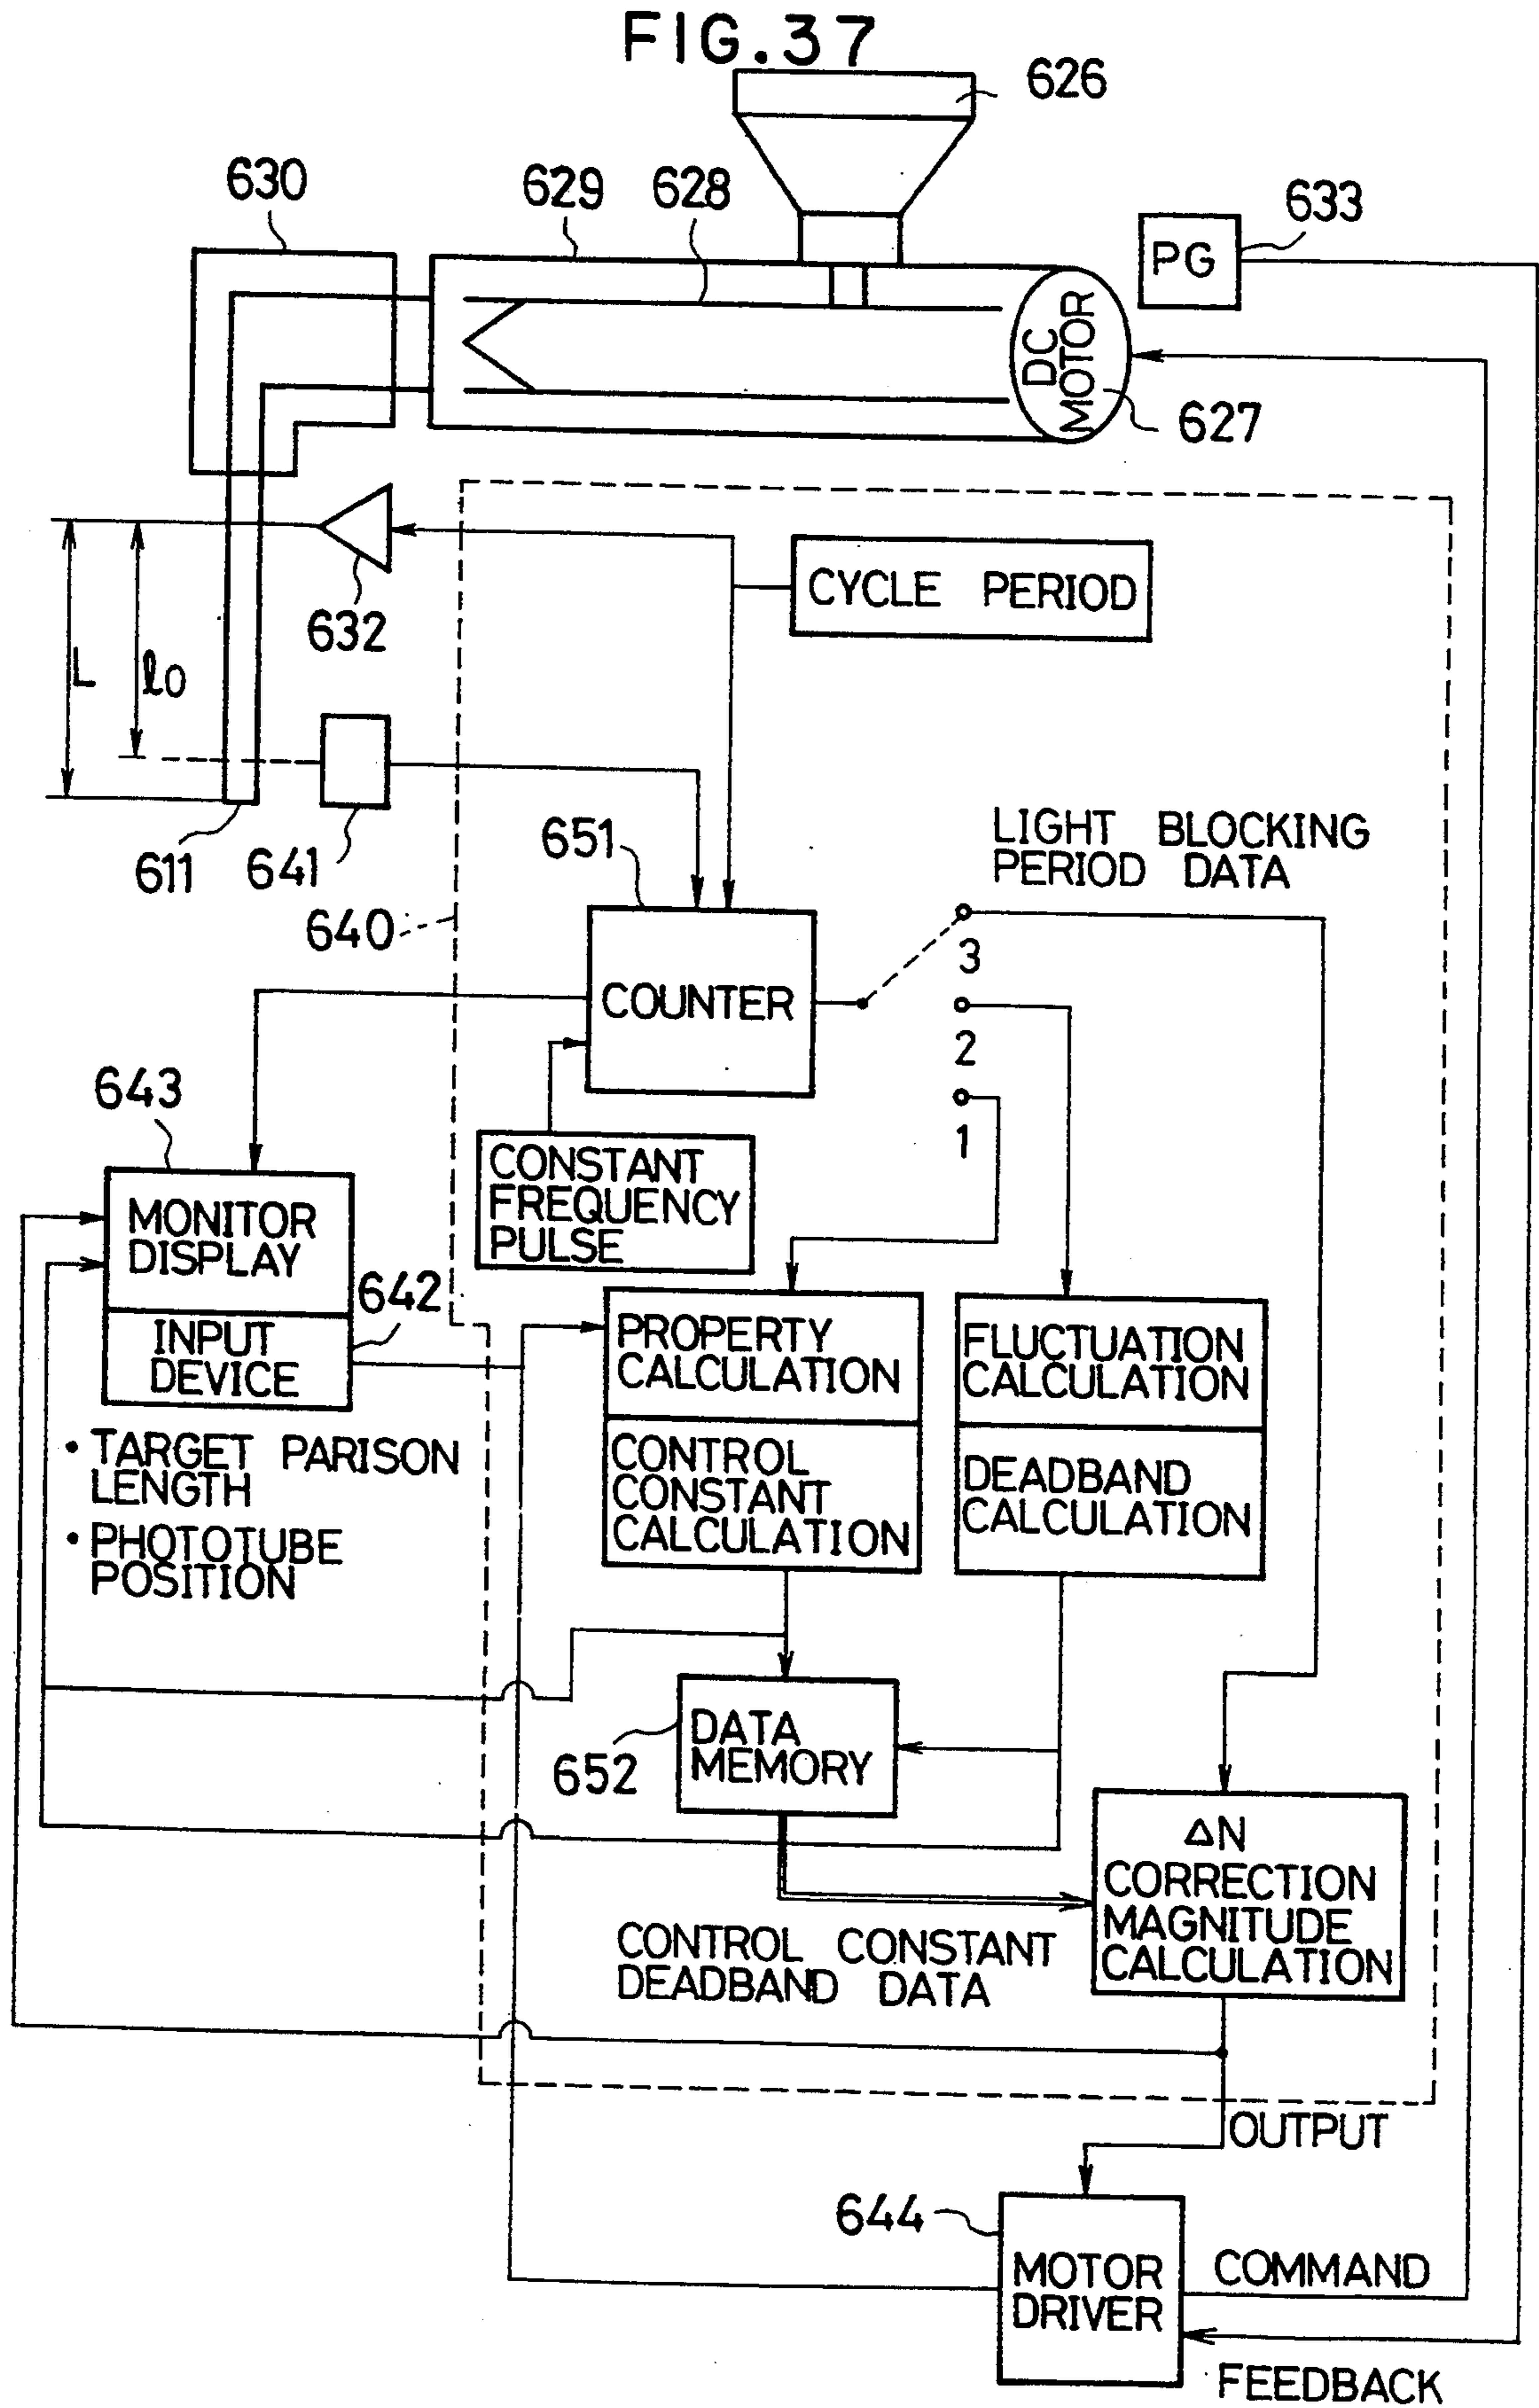 FIG.37
626
630
629
628
633
PG
DC
MOTOR
627
632
CYCLE PERIOD
L
l0
611
641
651
LIGHT BLOCKING
PERIOD DATA
640
3
COUNTER
2
1
643
CONSTANT
FREQUENCY
PULSE
MONITOR
DISPLAY
642
INPUT
DEVICE
PROPERTY
CALCULATION
FLUCTUATION
CALCULATION
• TARGET PARISON
LENGTH
• PHOTOTUBE
POSITION
CONTROL
CONSTANT
CALCULATION
DEADBAND
CALCULATION
DATA
MEMORY
652
ΔN
CORRECTION
MAGNITUDE
CALCULATION
CONTROL CONSTANT
DEADBAND DATA
OUTPUT
644
MOTOR
DRIVER
COMMAND
FEEDBACK